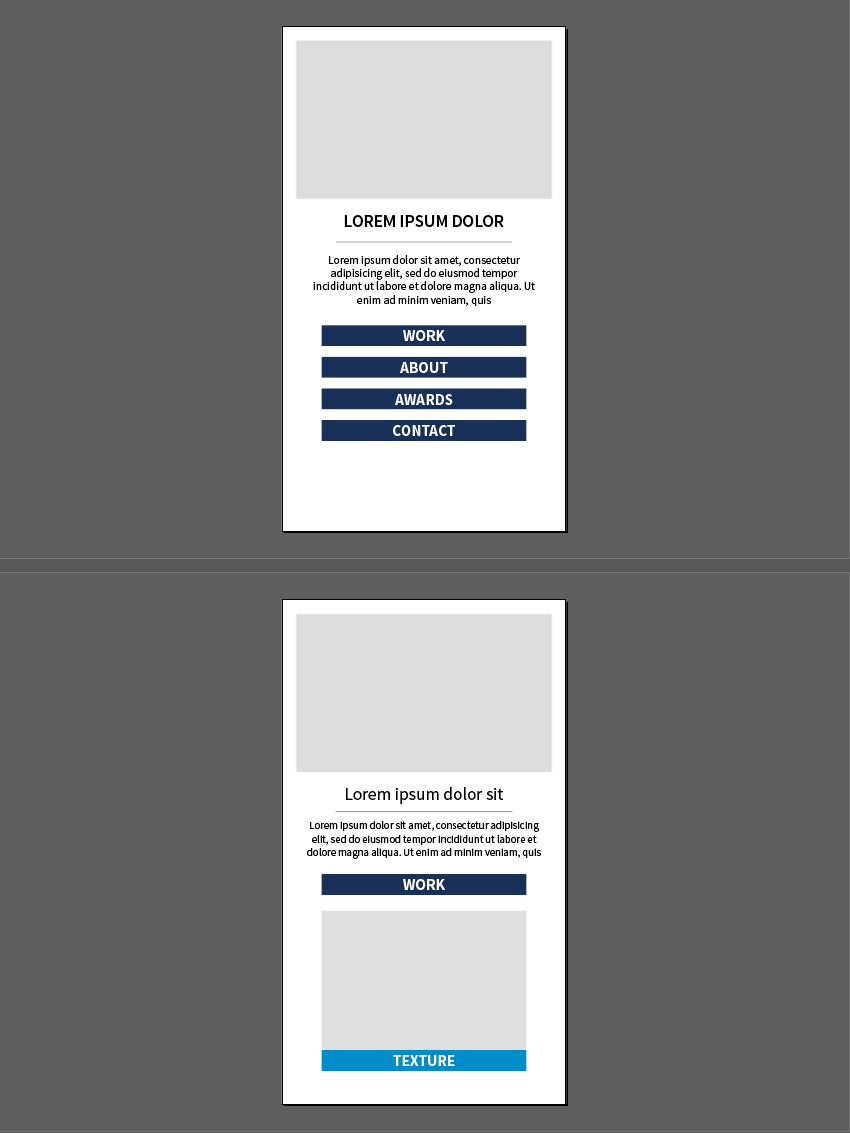 LOREM IPSUM DOLOR
Lorem ipsum dolor sit amet, consectetur
adipisicing elit, sed do eiusmod tempor
incididunt ut labore et dolore magna aliqua. Ut
enim ad minim veniam, quis
WORK
ABOUT
AWARDS
CONTACT
Lorem ipsum dolor sit
Lorem ipsum dolor sit amet, consectetur adipisicing
elit, sed do eiusmod tempor incididunt ut labore et
dolore magna aliqua. Ut enim ad minim veniam, quis
WORK
TEXTURE